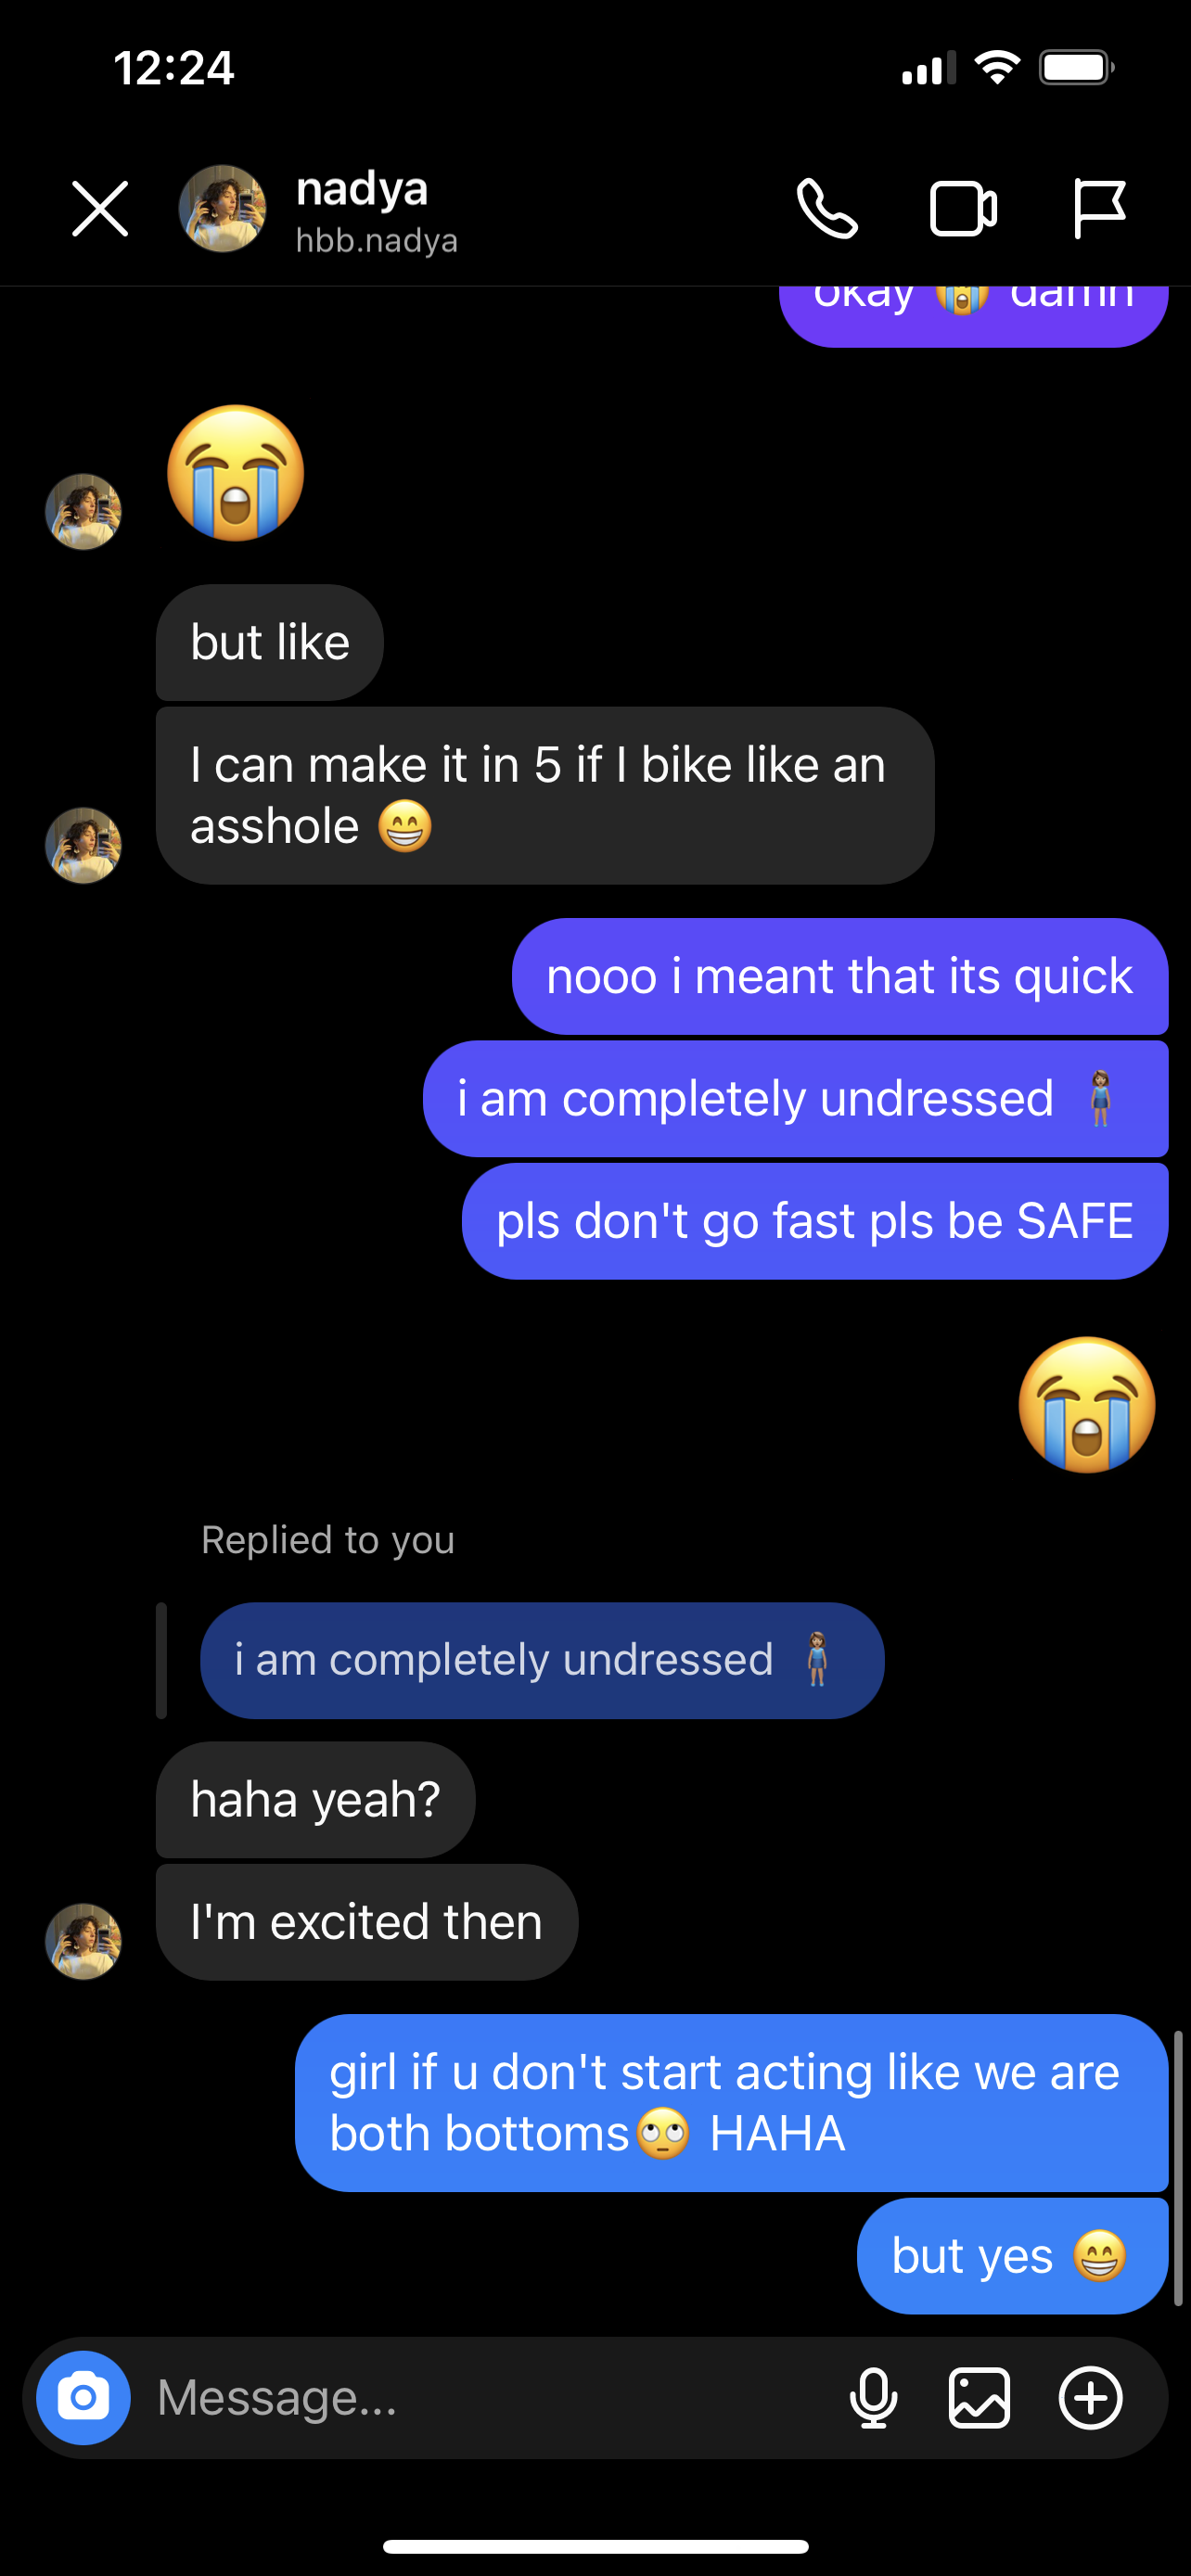 12:24
nadya
hbb.nadya
okay 😭 damn
😭
but like
I can make it in 5 if I bike like an
asshole 😁
nooo i meant that its quick
i am completely undressed 🧍🏽‍♀️
pls don't go fast pls be SAFE
😭
Replied to you
i am completely undressed 🧍🏽‍♀️
haha yeah?
I'm excited then
girl if u don't start acting like we are
both bottoms🙄 HAHA
but yes 😁
Message...